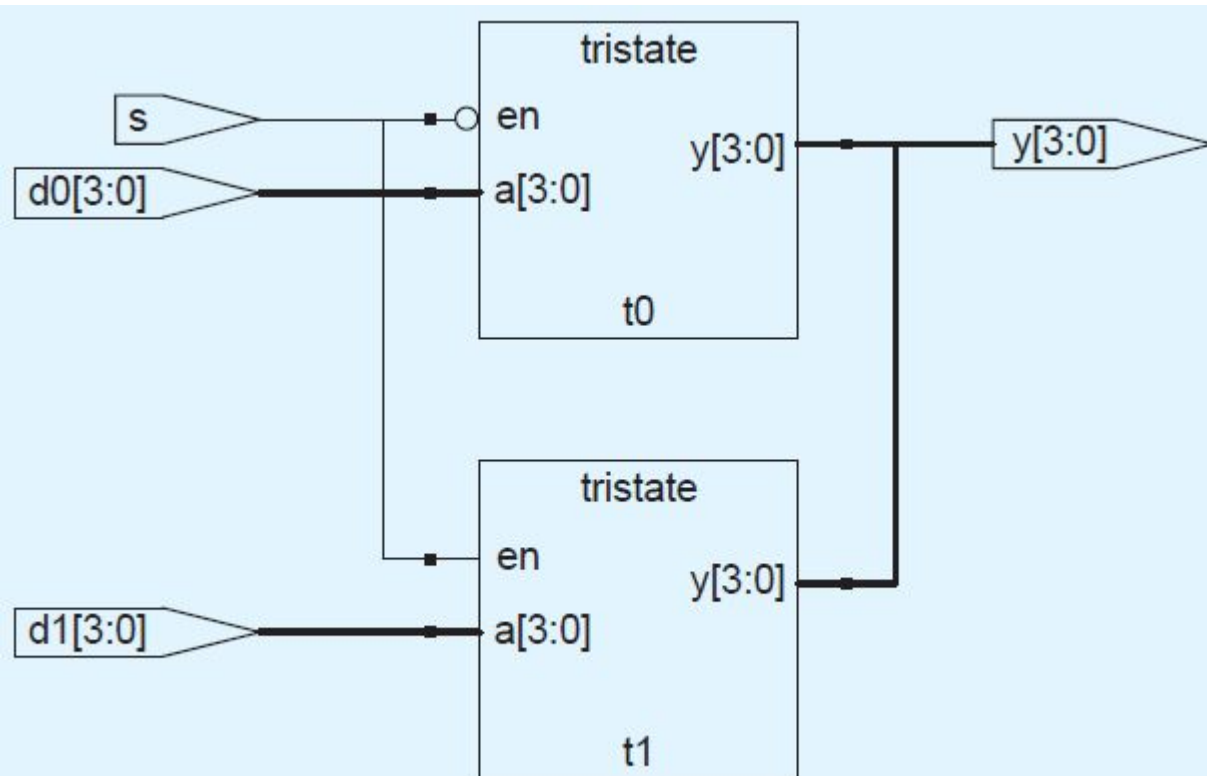 tristate
s
en
y[3:0]
y[3:0]
d0[3:0]
a[3:0]
t0
tristate
en
y[3:0]
d1[3:0]
a[3:0]
t1